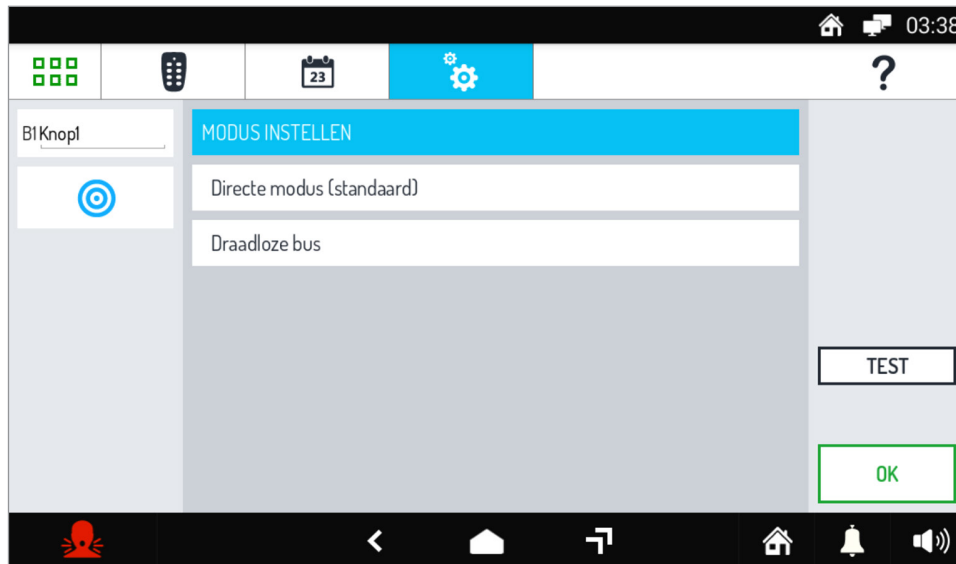 03:38
23
?
B1 Knop1
MODUS INSTELLEN
Directe modus (standaard)
Draadloze bus
TEST
OK